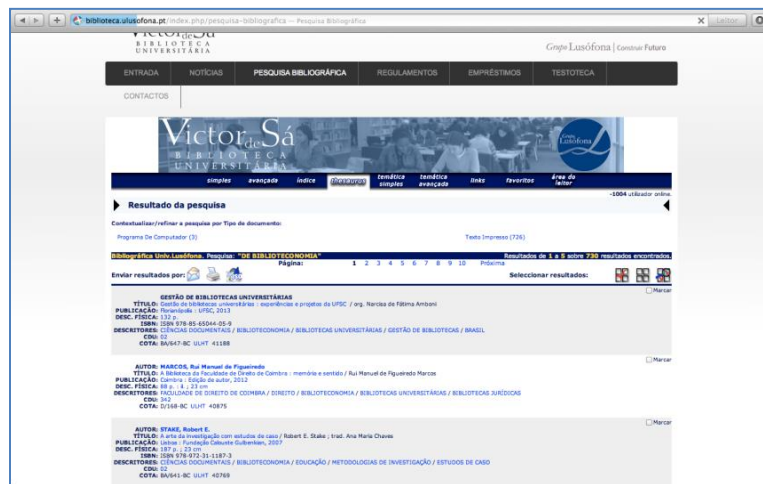 biblioteca.ulusofona.pt/index.php/pesquisa-bibliografica — Pesquisa Bibliográfica
Leitor
Victor de Sá
BIBLIOTECA
UNIVERSITÁRIA
Grupo Lusófona | Construir Futuro
ENTRADA NOTÍCIAS PESQUISA BIBLIOGRÁFICA REGULAMENTOS EMPRÉSTIMOS TESTOTECA
CONTACTOS
Victor de Sá
BIBLIOTECA
UNIVERSITÁRIA
Grupo Lusófona
simples avançada índice thesaurus temática simples temática avançada links favoritos área do leitor
-1004 utilizador online.
Resultado da pesquisa
Contextualizar/refinar a pesquisa por Tipo de documento:
Programa De Computador (3) Texto Impresso (726)
Bibliográfica Univ.Lusófona. Pesquisa: "DE BIBLIOTECONOMIA" Resultados de 1 a 5 sobre 730 resultados encontrados.
Página: 1 2 3 4 5 6 7 8 9 10 Próxima
Enviar resultados por: Seleccionar resultados:
Marcar
GESTÃO DE BIBLIOTECAS UNIVERSITÁRIAS
TÍTULO: Gestão de bibliotecas universitárias : experiências e projetos da UFSC / org. Narcisa de Fátima Amboni
PUBLICAÇÃO: Florianópolis : UFSC, 2013
DESC. FÍSICA: 132 p.
ISBN: ISBN 978-85-65044-05-9
DESCRITORES: CIÊNCIAS DOCUMENTAIS / BIBLIOTECONOMIA / BIBLIOTECAS UNIVERSITÁRIAS / GESTÃO DE BIBLIOTECAS / BRASIL
CDU: 02
COTA: BA/647-BC ULHT 41188
Marcar
AUTOR: MARCOS, Rui Manuel de Figueiredo
TÍTULO: A Biblioteca da Faculdade de Direito de Coimbra : memória e sentido / Rui Manuel de Figueiredo Marcos
PUBLICAÇÃO: Coimbra : Edição de autor, 2012
DESC. FÍSICA: 68 p. : il. ; 23 cm
DESCRITORES: FACULDADE DE DIREITO DE COIMBRA / DIREITO / BIBLIOTECONOMIA / BIBLIOTECAS UNIVERSITÁRIAS / BIBLIOTECAS JURÍDICAS
CDU: 342
COTA: D/168-BC ULHT 40875
Marcar
AUTOR: STAKE, Robert E.
TÍTULO: A arte da investigação com estudos de caso / Robert E. Stake ; trad. Ana Maria Chaves
PUBLICAÇÃO: Lisboa : Fundação Calouste Gulbenkian, 2007
DESC. FÍSICA: 187 p. ; 23 cm
ISBN: ISBN 978-972-31-1187-3
DESCRITORES: CIÊNCIAS DOCUMENTAIS / BIBLIOTECONOMIA / EDUCAÇÃO / METODOLOGIAS DE INVESTIGAÇÃO / ESTUDOS DE CASO
CDU: 02
COTA: BA/641-BC ULHT 40769